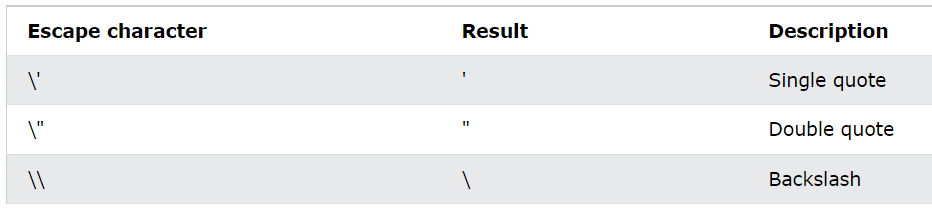 Escape character Result Description
\' ' Single quote
\" " Double quote
\\ \ Backslash